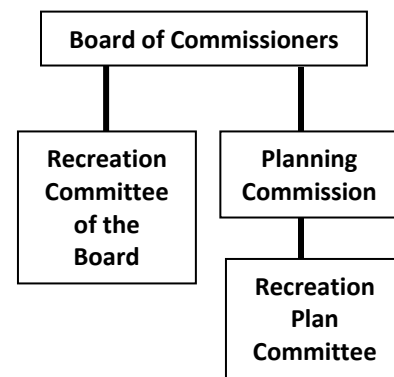 Board of Commissioners
Recreation
Committee
of the
Board
Planning
Commission
Recreation
Plan
Committee